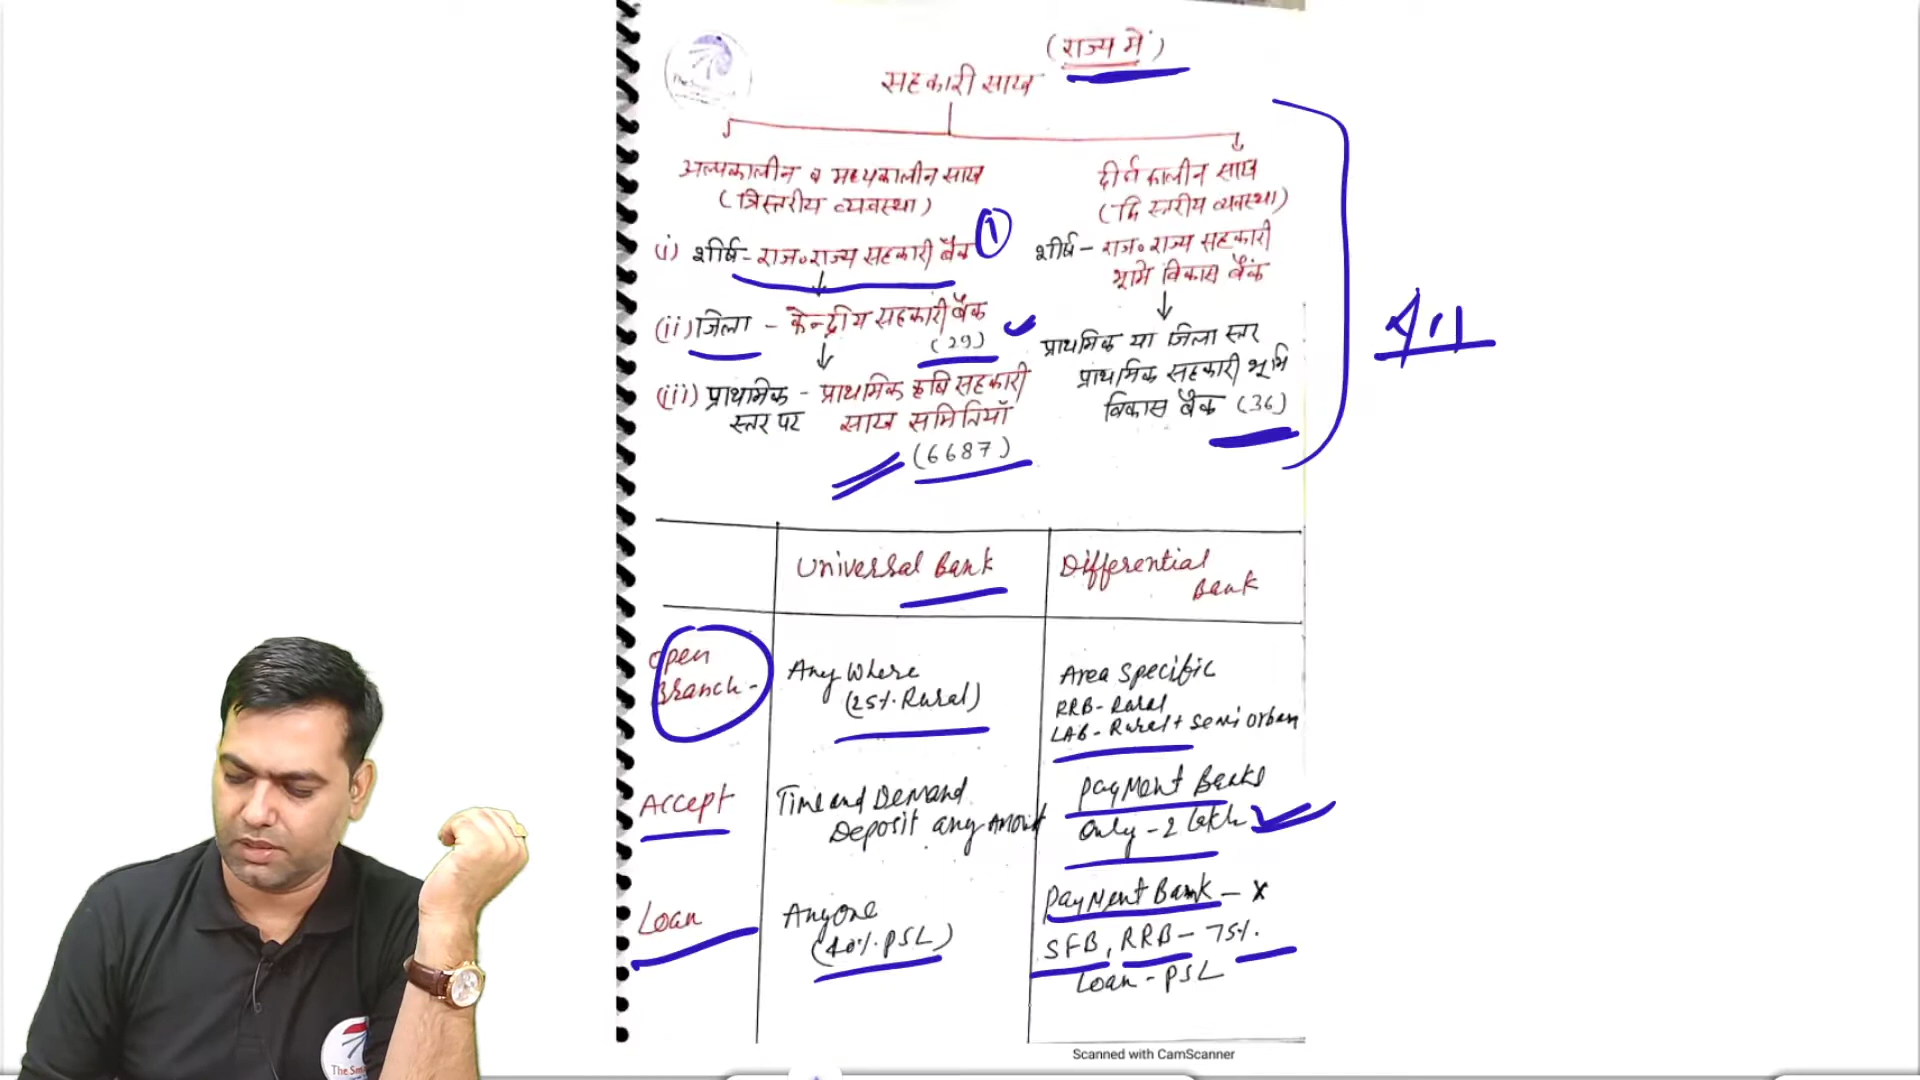 (राज्य में)
सहकारी साख
अल्पकालीन व मध्यकालीन साख
(त्रिस्तरीय व्यवस्था)
(i) शीर्ष - राज० राज्य सहकारी बैंक
1
(ii) जिला - केन्द्रीय सहकारी बैंक
(29)
(iii) प्राथमिक - प्राथमिक कृषि सहकारी
स्तर पर साख समितियाँ
(6687)
दीर्घकालीन साख
(द्वि स्तरीय व्यवस्था)
शीर्ष - राज० राज्य सहकारी
भूमि विकास बैंक
प्राथमिक या जिला स्तर
प्राथमिक सहकारी भूमि
विकास बैंक (36)
Universal Bank
Differential
Bank
Open
Branch -
Any Where
(25% Rural)
Area Specific
RRB - Rural
LAB - Rural + Semi Urban
Accept
Time and Demand
Deposit any Amount
Payment Banks
Only - 2 Lakh
Loan
Anyone
(40% PSL)
Payment Bank - x
SFB, RRB - 75%
Loan - PSL
Scanned with CamScanner